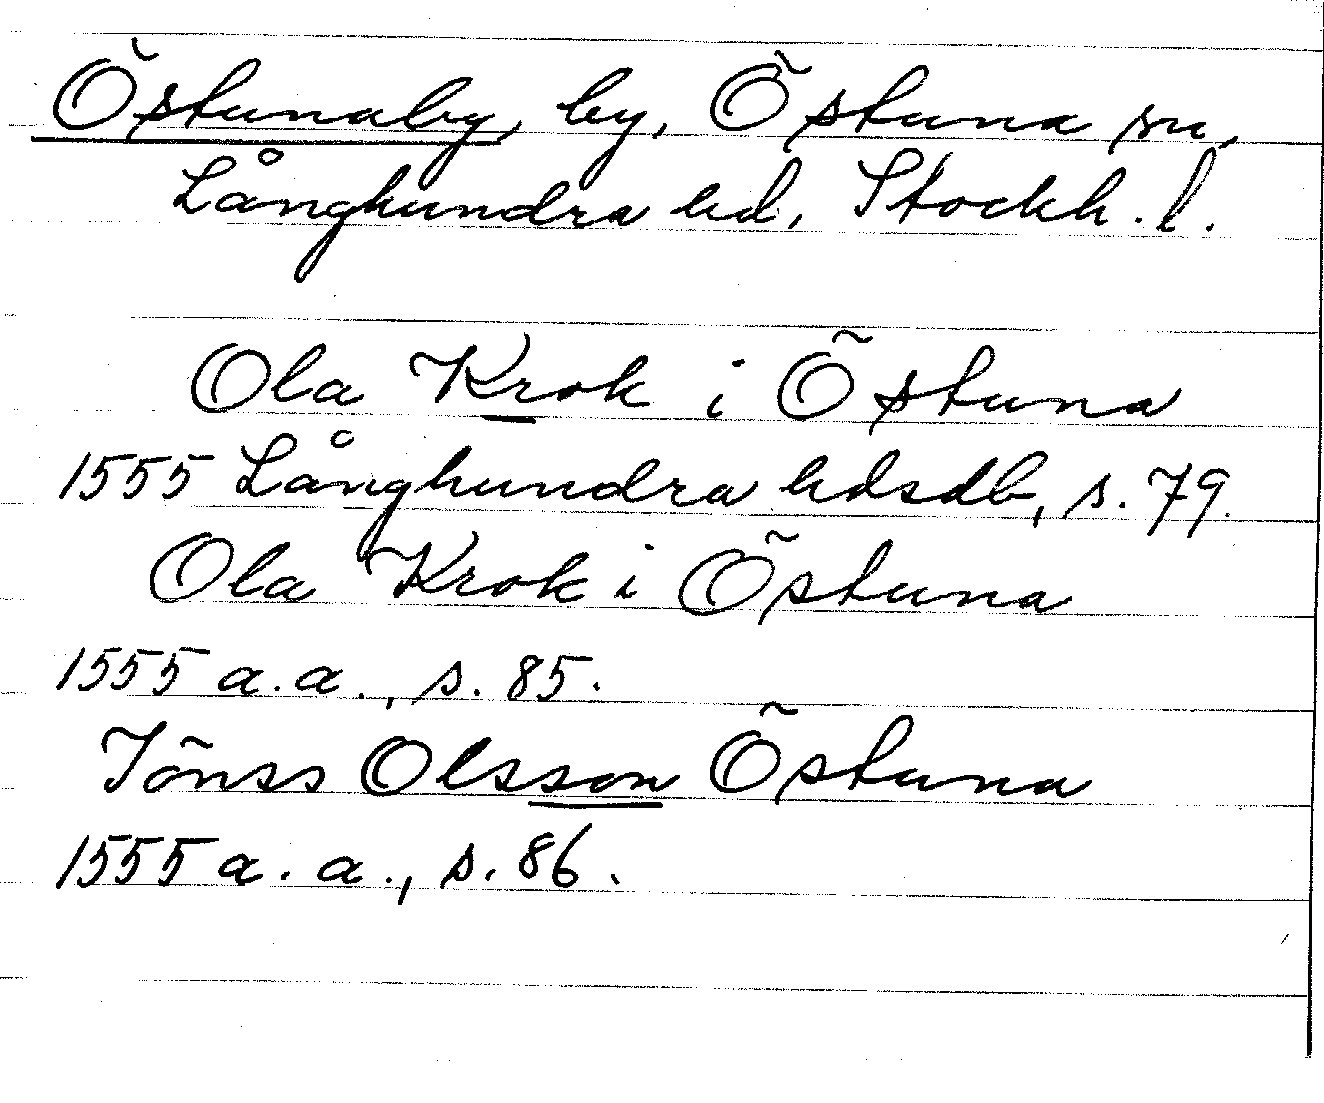 Östunaby, by, Östuna sn,
Långhundra hd, Stockh. l.
Ola Krok i Östuna
1555 Långhundra hdsdb, s. 79.
Ola Krok i Östuna
1555 a.a., s. 85.
Jönss Olsson Östuna
1555 a.a., s. 86.